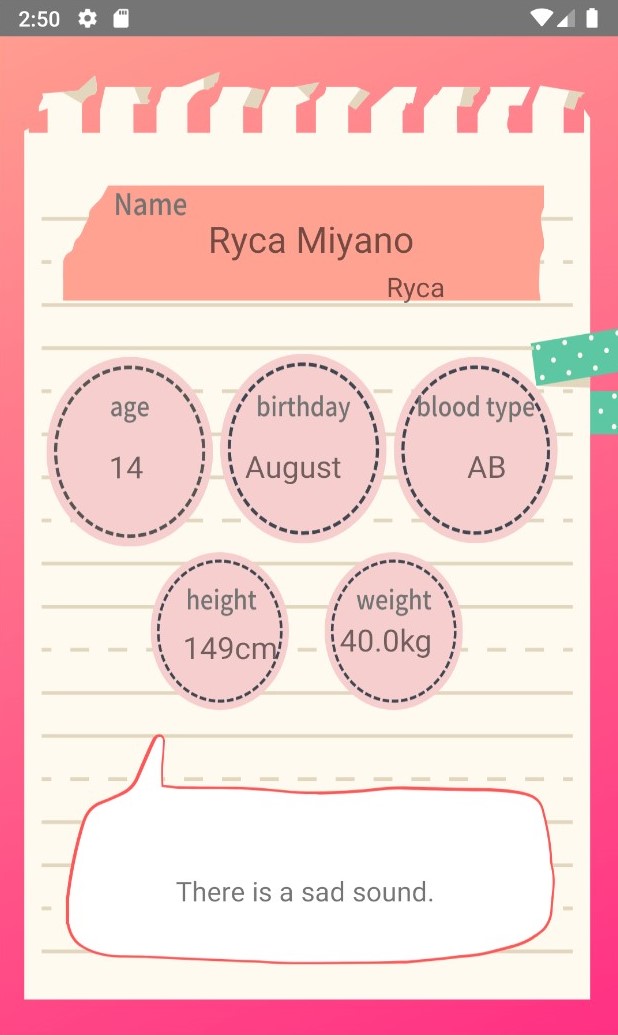 2:50
Name
Ryca Miyano
Ryca
age
birthday
blood type
14
August
AB
height
weight
149cm
40.0kg
There is a sad sound.